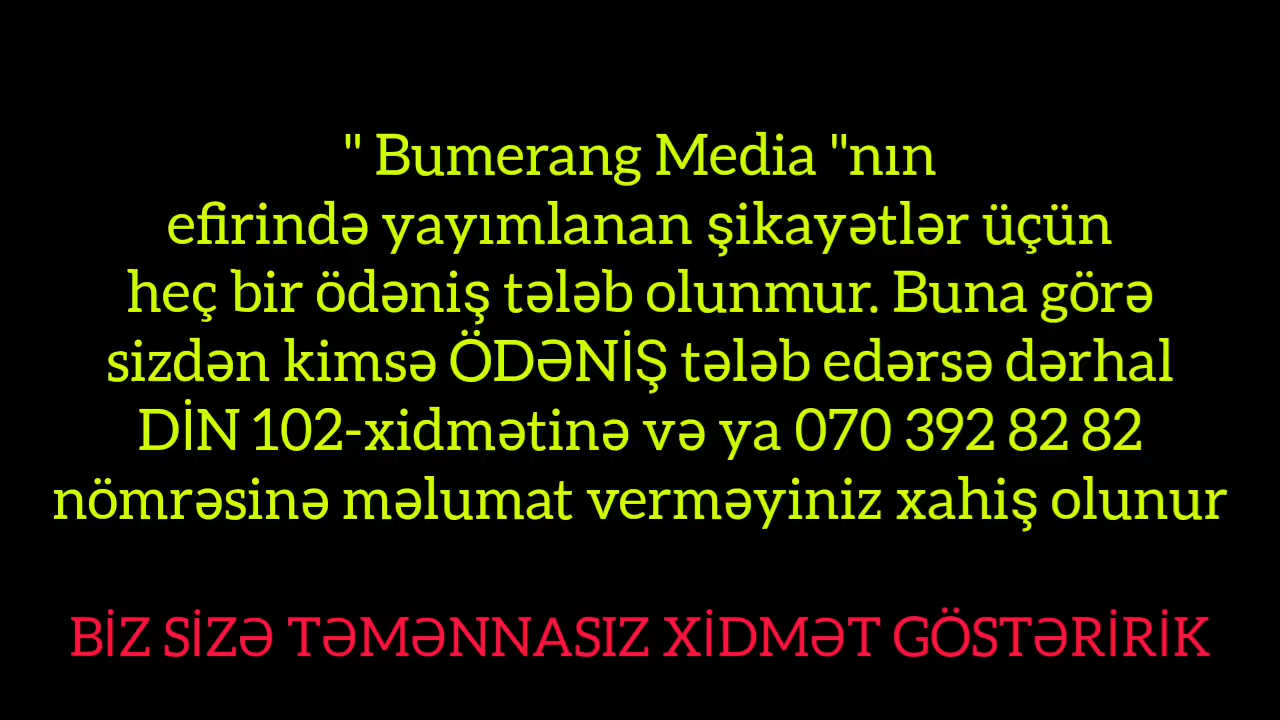 " Bumerang Media "nın
efirində yayımlanan şikayətlər üçün
heç bir ödəniş tələb olunmur. Buna görə
sizdən kimsə ÖDƏNİŞ tələb edərsə dərhal
DİN 102-xidmətinə və ya 070 392 82 82
nömrəsinə məlumat verməyiniz xahiş olunur
BİZ SİZƏ TƏMƏNNASIZ XİDMƏT GÖSTƏRİRİK